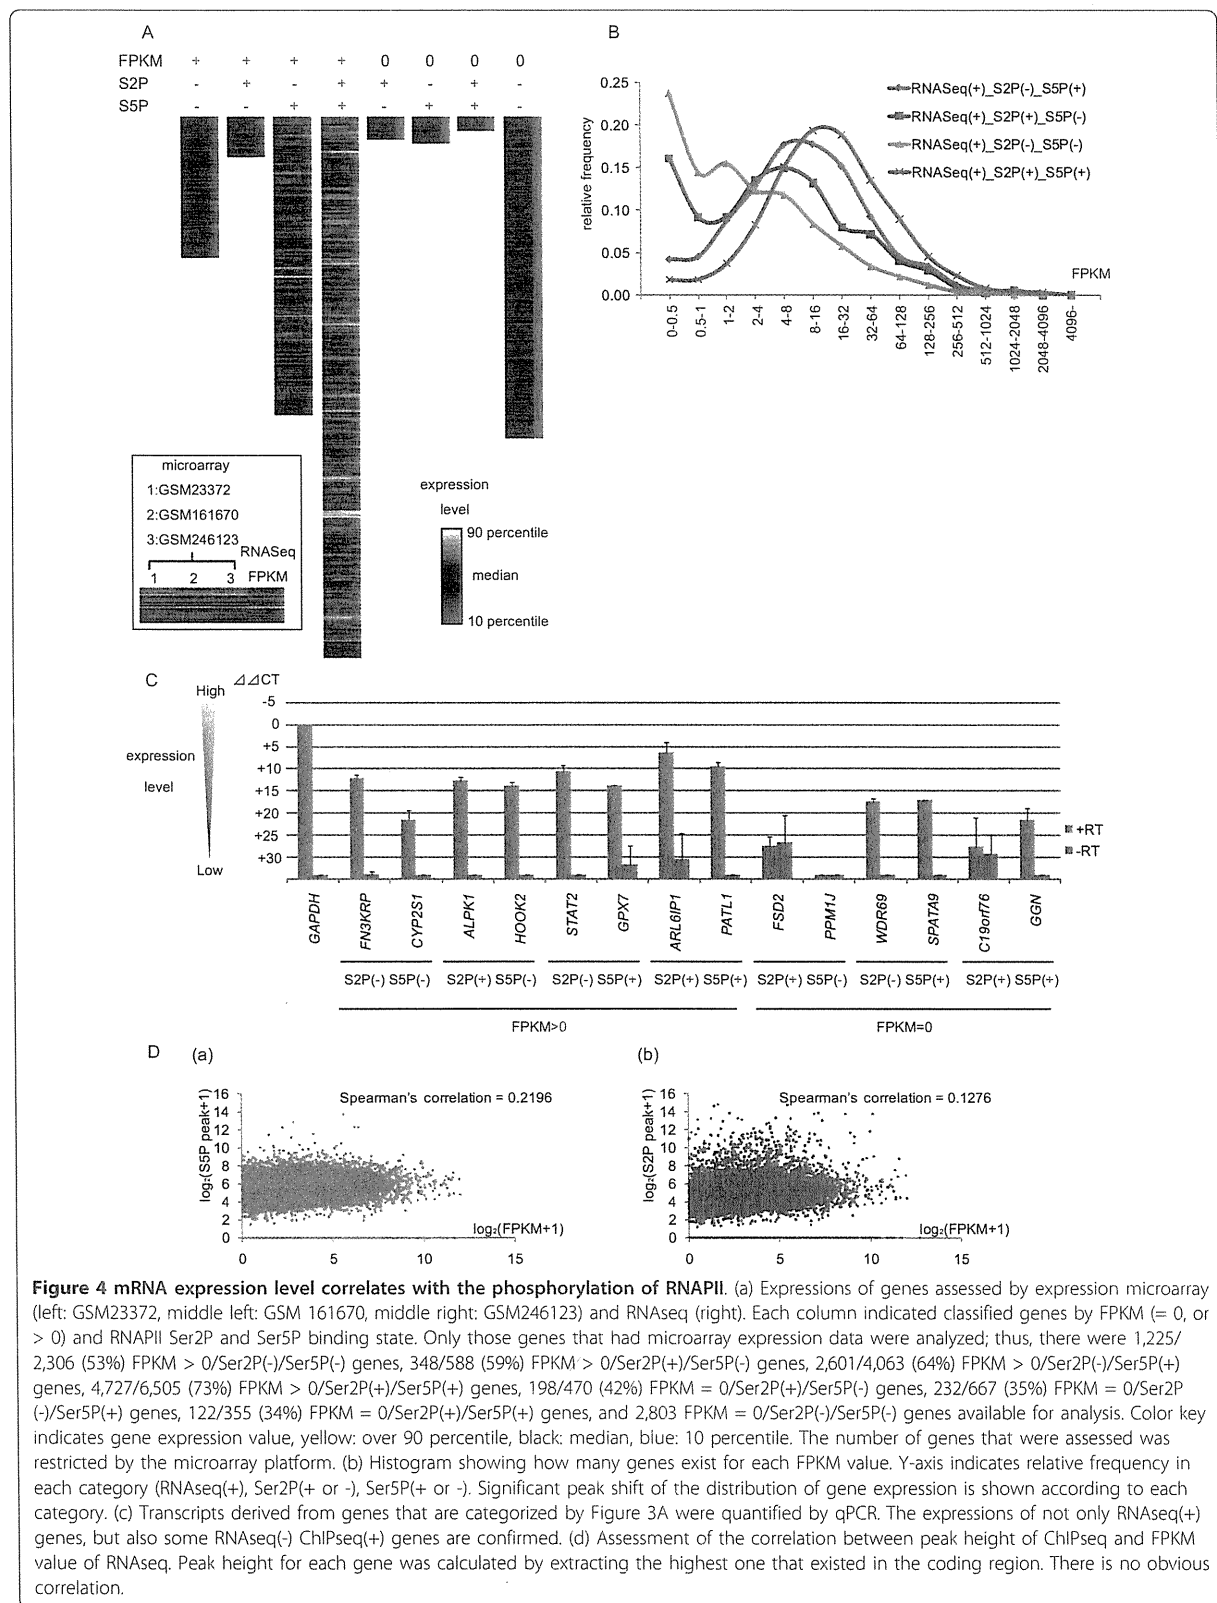 A
FPKM + + + + 0 0 0 0
S2P - + - + + - + -
S5P - - + + - + + -
microarray
1:GSM23372
2:GSM161670
3:GSM246123
RNASeq
1 2 3 FPKM
expression
level
90 percentile
median
10 percentile
B
0.25
0.20
0.15
0.10
0.05
0.00
relative frequency
RNASeq(+)_S2P(-)_S5P(+)
RNASeq(+)_S2P(+)_S5P(-)
RNASeq(+)_S2P(-)_S5P(-)
RNASeq(+)_S2P(+)_S5P(+)
FPKM
0-0.5
0.5-1
1-2
2-4
4-8
8-16
16-32
32-64
64-128
128-256
256-512
512-1024
1024-2048
2048-4096
4096-
C
High
expression
level
Low
⊿⊿CT
-5
0
+5
+10
+15
+20
+25
+30
+RT
-RT
GAPDH
FN3KRP
CYP2S1
ALPK1
HOOK2
STAT2
GPX7
ARL6IP1
PATL1
FSD2
PPM1J
WDR69
SPATA9
C19orf76
GGN
S2P(-) S5P(-) S2P(+) S5P(-) S2P(-) S5P(+) S2P(+) S5P(+) S2P(+) S5P(-) S2P(-) S5P(+) S2P(+) S5P(+)
FPKM>0 FPKM=0
D (a)
log₂(S5P peak+1)
16
14
12
10
8
6
4
2
0
Spearman's correlation = 0.2196
log₂(FPKM+1)
0 5 10 15
(b)
log₂(S2P peak+1)
16
14
12
10
8
6
4
2
0
Spearman's correlation = 0.1276
log₂(FPKM+1)
0 5 10 15
Figure 4 mRNA expression level correlates with the phosphorylation of RNAPII. (a) Expressions of genes assessed by expression microarray
(left: GSM23372, middle left: GSM 161670, middle right: GSM246123) and RNAseq (right). Each column indicated classified genes by FPKM (= 0, or
> 0) and RNAPII Ser2P and Ser5P binding state. Only those genes that had microarray expression data were analyzed; thus, there were 1,225/
2,306 (53%) FPKM > 0/Ser2P(-)/Ser5P(-) genes, 348/588 (59%) FPKM > 0/Ser2P(+)/Ser5P(-) genes, 2,601/4,063 (64%) FPKM > 0/Ser2P(-)/Ser5P(+)
genes, 4,727/6,505 (73%) FPKM > 0/Ser2P(+)/Ser5P(+) genes, 198/470 (42%) FPKM = 0/Ser2P(+)/Ser5P(-) genes, 232/667 (35%) FPKM = 0/Ser2P
(-)/Ser5P(+) genes, 122/355 (34%) FPKM = 0/Ser2P(+)/Ser5P(+) genes, and 2,803 FPKM = 0/Ser2P(-)/Ser5P(-) genes available for analysis. Color key
indicates gene expression value, yellow: over 90 percentile, black: median, blue: 10 percentile. The number of genes that were assessed was
restricted by the microarray platform. (b) Histogram showing how many genes exist for each FPKM value. Y-axis indicates relative frequency in
each category (RNAseq(+), Ser2P(+ or -), Ser5P(+ or -). Significant peak shift of the distribution of gene expression is shown according to each
category. (c) Transcripts derived from genes that are categorized by Figure 3A were quantified by qPCR. The expressions of not only RNAseq(+)
genes, but also some RNAseq(-) ChIPseq(+) genes are confirmed. (d) Assessment of the correlation between peak height of ChIPseq and FPKM
value of RNAseq. Peak height for each gene was calculated by extracting the highest one that existed in the coding region. There is no obvious
correlation.